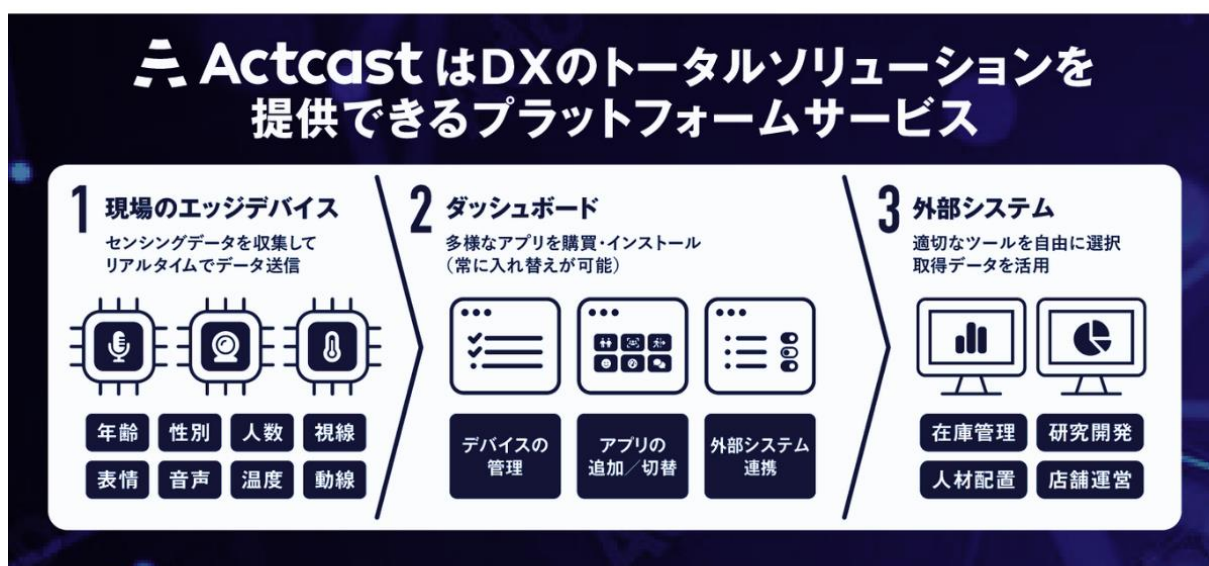 Actcast はDXのトータルソリューションを
提供できるプラットフォームサービス
1 現場のエッジデバイス
センシングデータを収集して
リアルタイムでデータ送信
年齢 性別 人数 視線
表情 音声 温度 動線
2 ダッシュボード
多様なアプリを購買・インストール
（常に入れ替えが可能）
デバイスの
管理
アプリの
追加／切替
外部システム
連携
3 外部システム
適切なツールを自由に選択
取得データを活用
在庫管理 研究開発
人材配置 店舗運営